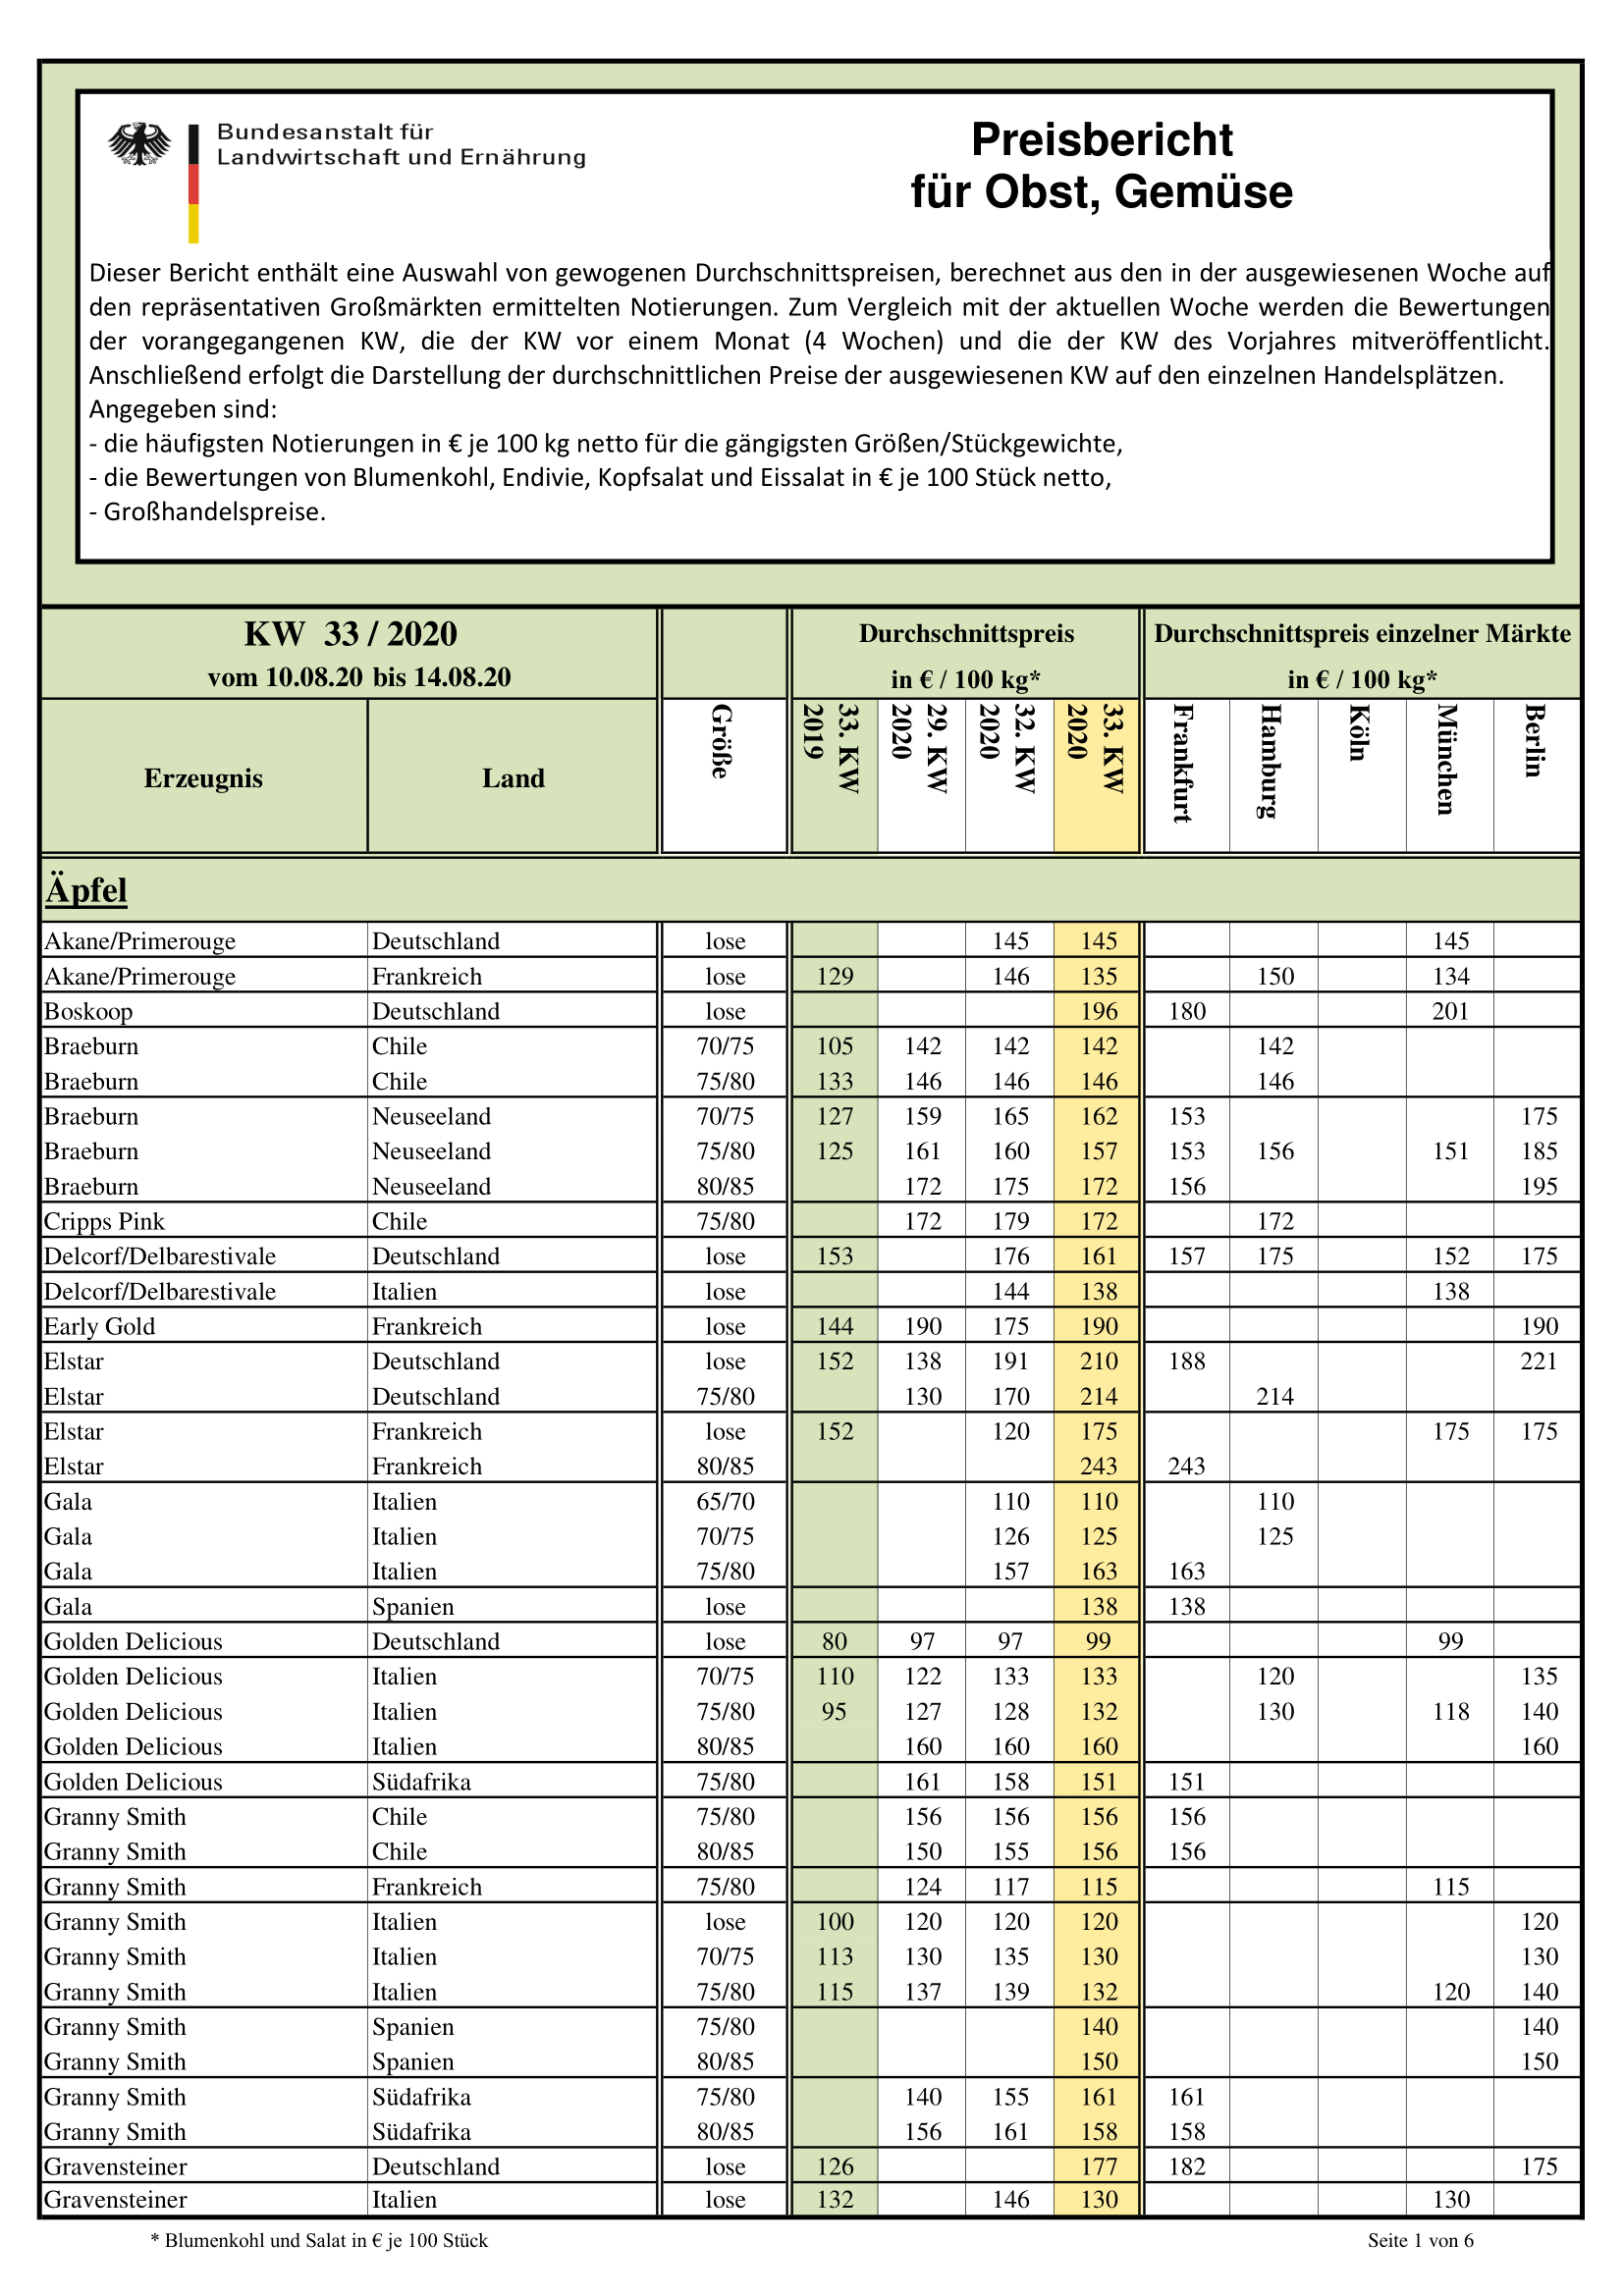 Bundesanstalt für
Landwirtschaft und Ernährung
Preisbericht
für Obst, Gemüse
Dieser Bericht enthält eine Auswahl von gewogenen Durchschnittspreisen, berechnet aus den in der ausgewiesenen Woche auf
den repräsentativen Großmärkten ermittelten Notierungen. Zum Vergleich mit der aktuellen Woche werden die Bewertungen
der vorangegangenen KW, die der KW vor einem Monat (4 Wochen) und die der KW des Vorjahres mitveröffentlicht.
Anschließend erfolgt die Darstellung der durchschnittlichen Preise der ausgewiesenen KW auf den einzelnen Handelsplätzen.
Angegeben sind:
- die häufigsten Notierungen in € je 100 kg netto für die gängigsten Größen/Stückgewichte,
- die Bewertungen von Blumenkohl, Endivie, Kopfsalat und Eissalat in € je 100 Stück netto,
- Großhandelspreise.
KW 33 / 2020 Durchschnittspreis Durchschnittspreis einzelner Märkte
vom 10.08.20 bis 14.08.20 in € / 100 kg* in € / 100 kg*
Erzeugnis Land Größe 33. KW 2019 29. KW 2020 32. KW 2020 33. KW 2020 Frankfurt Hamburg Köln München Berlin
Äpfel
Akane/Primerouge Deutschland lose 145 145 145
Akane/Primerouge Frankreich lose 129 146 135 150 134
Boskoop Deutschland lose 196 180 201
Braeburn Chile 70/75 105 142 142 142 142
Braeburn Chile 75/80 133 146 146 146 146
Braeburn Neuseeland 70/75 127 159 165 162 153 175
Braeburn Neuseeland 75/80 125 161 160 157 153 156 151 185
Braeburn Neuseeland 80/85 172 175 172 156 195
Cripps Pink Chile 75/80 172 179 172 172
Delcorf/Delbarestivale Deutschland lose 153 176 161 157 175 152 175
Delcorf/Delbarestivale Italien lose 144 138 138
Early Gold Frankreich lose 144 190 175 190 190
Elstar Deutschland lose 152 138 191 210 188 221
Elstar Deutschland 75/80 130 170 214 214
Elstar Frankreich lose 152 120 175 175 175
Elstar Frankreich 80/85 243 243
Gala Italien 65/70 110 110 110
Gala Italien 70/75 126 125 125
Gala Italien 75/80 157 163 163
Gala Spanien lose 138 138
Golden Delicious Deutschland lose 80 97 97 99 99
Golden Delicious Italien 70/75 110 122 133 133 120 135
Golden Delicious Italien 75/80 95 127 128 132 130 118 140
Golden Delicious Italien 80/85 160 160 160 160
Golden Delicious Südafrika 75/80 161 158 151 151
Granny Smith Chile 75/80 156 156 156 156
Granny Smith Chile 80/85 150 155 156 156
Granny Smith Frankreich 75/80 124 117 115 115
Granny Smith Italien lose 100 120 120 120 120
Granny Smith Italien 70/75 113 130 135 130 130
Granny Smith Italien 75/80 115 137 139 132 120 140
Granny Smith Spanien 75/80 140 140
Granny Smith Spanien 80/85 150 150
Granny Smith Südafrika 75/80 140 155 161 161
Granny Smith Südafrika 80/85 156 161 158 158
Gravensteiner Deutschland lose 126 177 182 175
Gravensteiner Italien lose 132 146 130 130
* Blumenkohl und Salat in € je 100 Stück Seite 1 von 6